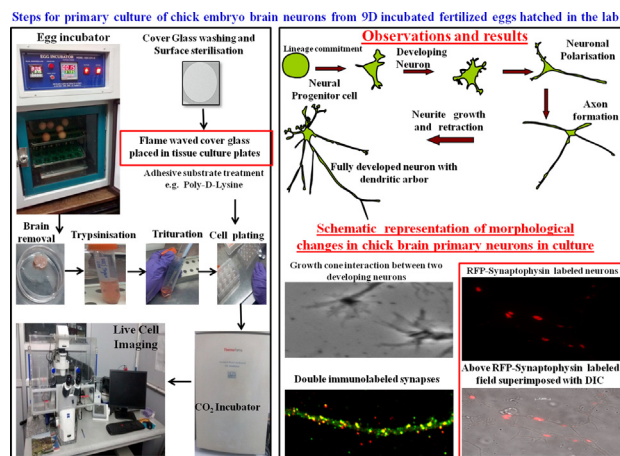 Steps for primary culture of chick embryo brain neurons from 9D incubated fertilized eggs hatched in the lab
Egg incubator
EGG INCUBATOR
Cover Glass washing and
Surface sterilisation
Flame waved cover glass
placed in tissue culture plates
Adhesive substrate treatment
e.g. Poly-D-Lysine
Brain
removal
Trypsinisation
Trituration
Cell plating
Live Cell
Imaging
CO2 Incubator
Observations and results
Lineage commitment
Developing
Neuron
Neuronal
Polarisation
Neural
Progenitor cell
Axon
formation
Neurite growth
and retraction
Fully developed neuron with
dendritic arbor
Schematic representation of morphological
changes in chick brain primary neurons in culture
Growth cone interaction between two
developing neurons
RFP-Synaptophysin labeled neurons
Double immunolabeled synapses
Above RFP-Synaptophysin labeled
field superimposed with DIC